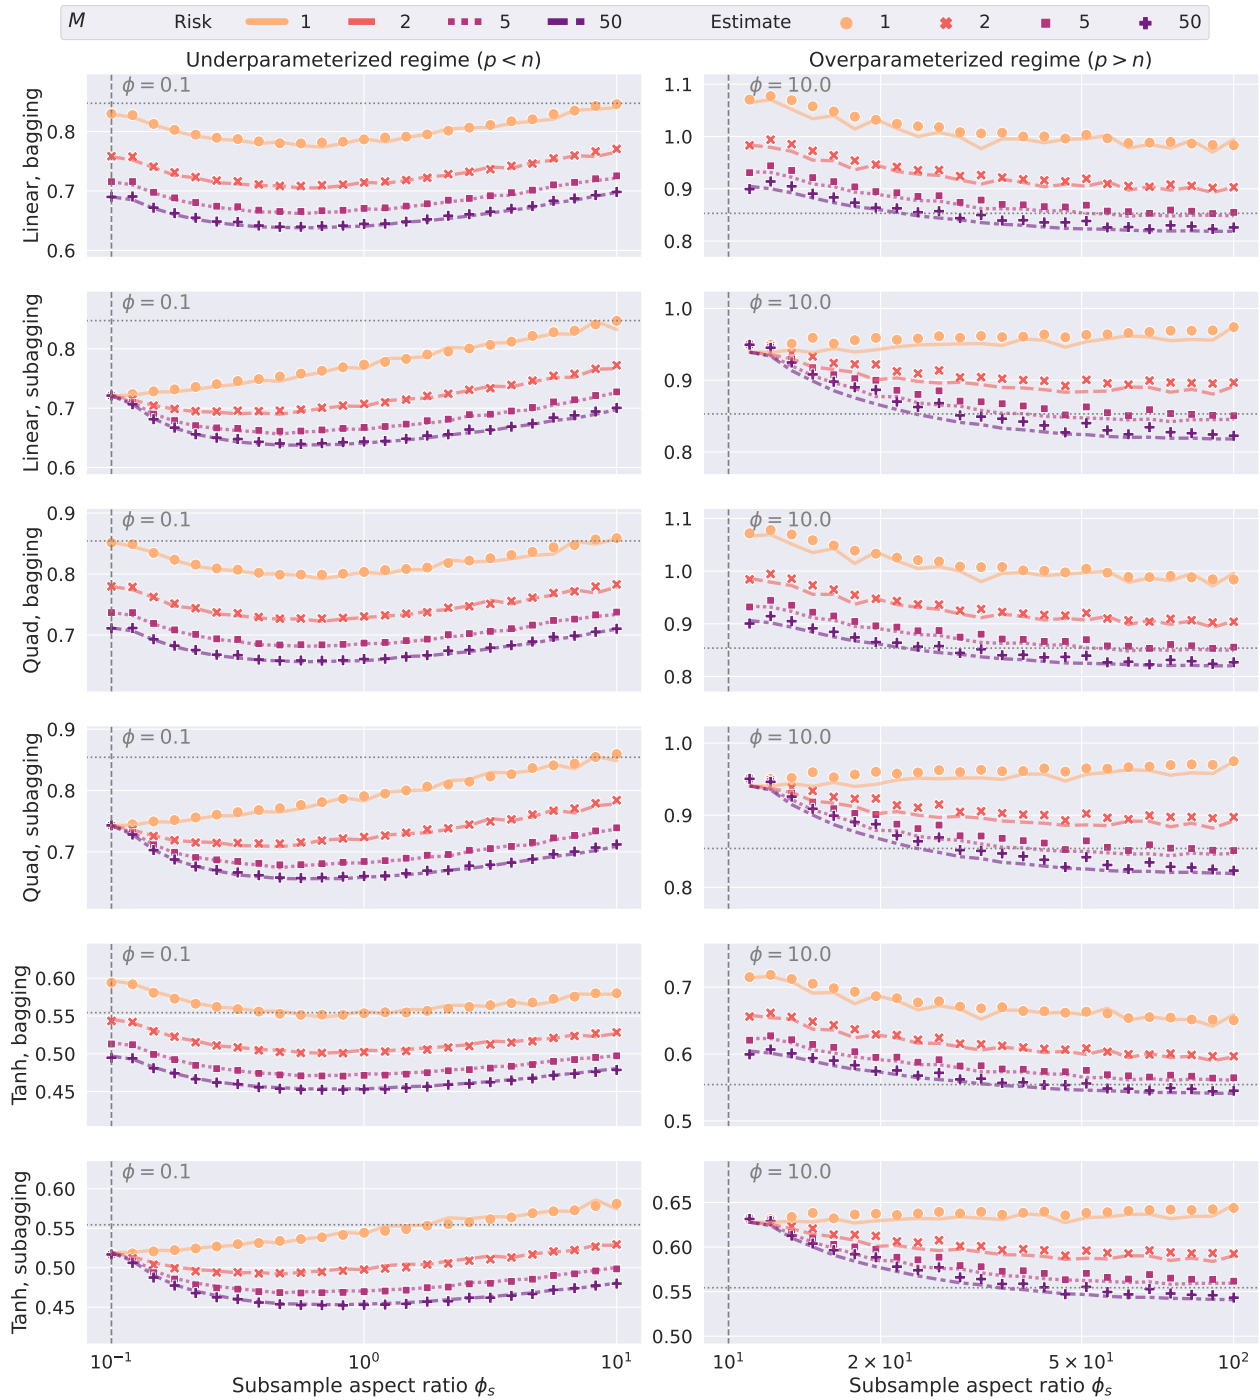 M Risk 1 2 5 50 Estimate 1 2 5 50
Underparameterized regime (p < n) Overparameterized regime (p > n)
Linear, bagging
0.8
0.7
0.6
ϕ = 0.1
1.1
1.0
0.9
0.8
ϕ = 10.0
Linear, subagging
0.8
0.7
0.6
ϕ = 0.1
1.0
0.9
0.8
ϕ = 10.0
Quad, bagging
0.9
0.8
0.7
ϕ = 0.1
1.1
1.0
0.9
0.8
ϕ = 10.0
Quad, subagging
0.9
0.8
0.7
ϕ = 0.1
1.0
0.9
0.8
ϕ = 10.0
Tanh, bagging
0.60
0.55
0.50
0.45
ϕ = 0.1
0.7
0.6
0.5
ϕ = 10.0
Tanh, subagging
0.60
0.55
0.50
0.45
ϕ = 0.1
0.65
0.60
0.55
0.50
ϕ = 10.0
10⁻¹ 10⁰ 10¹
10¹ 2 × 10¹ 5 × 10¹ 10²
Subsample aspect ratio ϕₛ
Subsample aspect ratio ϕₛ